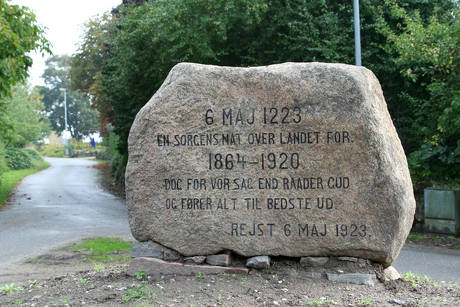 6 MAJ 1223
EN SORGENS NAT OVER LANDET FOR.
1864-1920
DOG FOR VOR SAG END RAADER GUD
OG FØRER ALT TIL BEDSTE UD.
REJST 6 MAJ 1923.